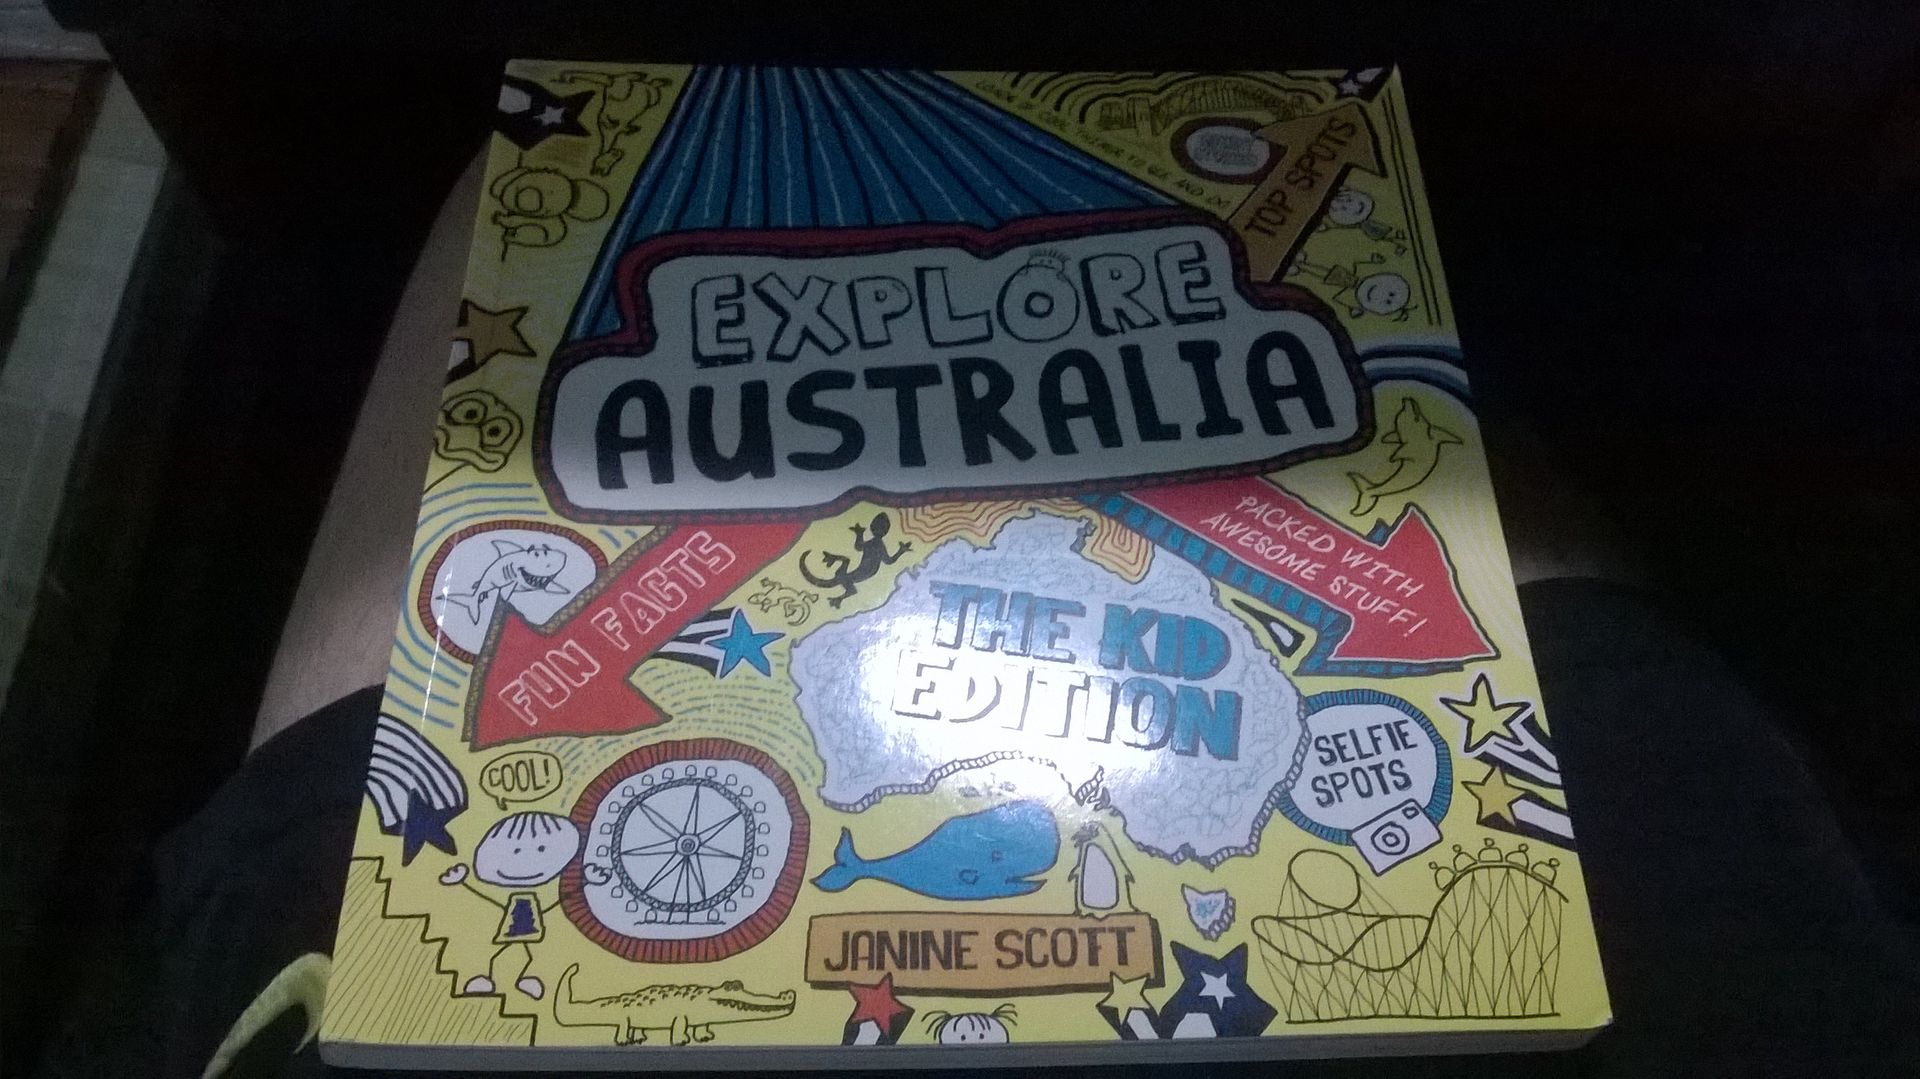 TOP SPOTS
EXPLORE
AUSTRALIA
PACKED WITH
AWESOME STUFF!
FUN FACTS
THE KID
EDITION
SELFIE
SPOTS
COOL!
JANINE SCOTT